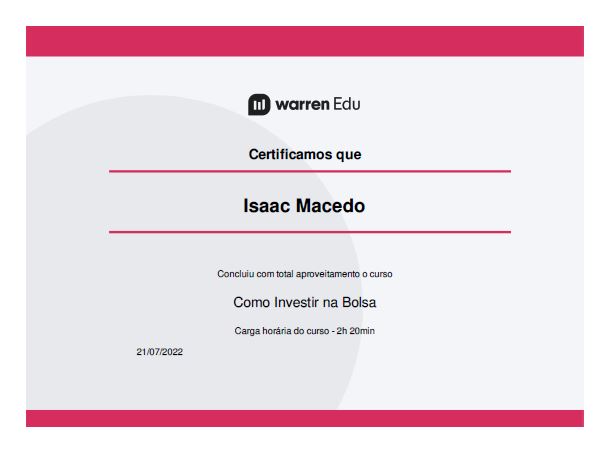 warren Edu
Certificamos que
Isaac Macedo
Concluiu com total aproveitamento o curso
Como Investir na Bolsa
Carga horária do curso - 2h 20min
21/07/2022